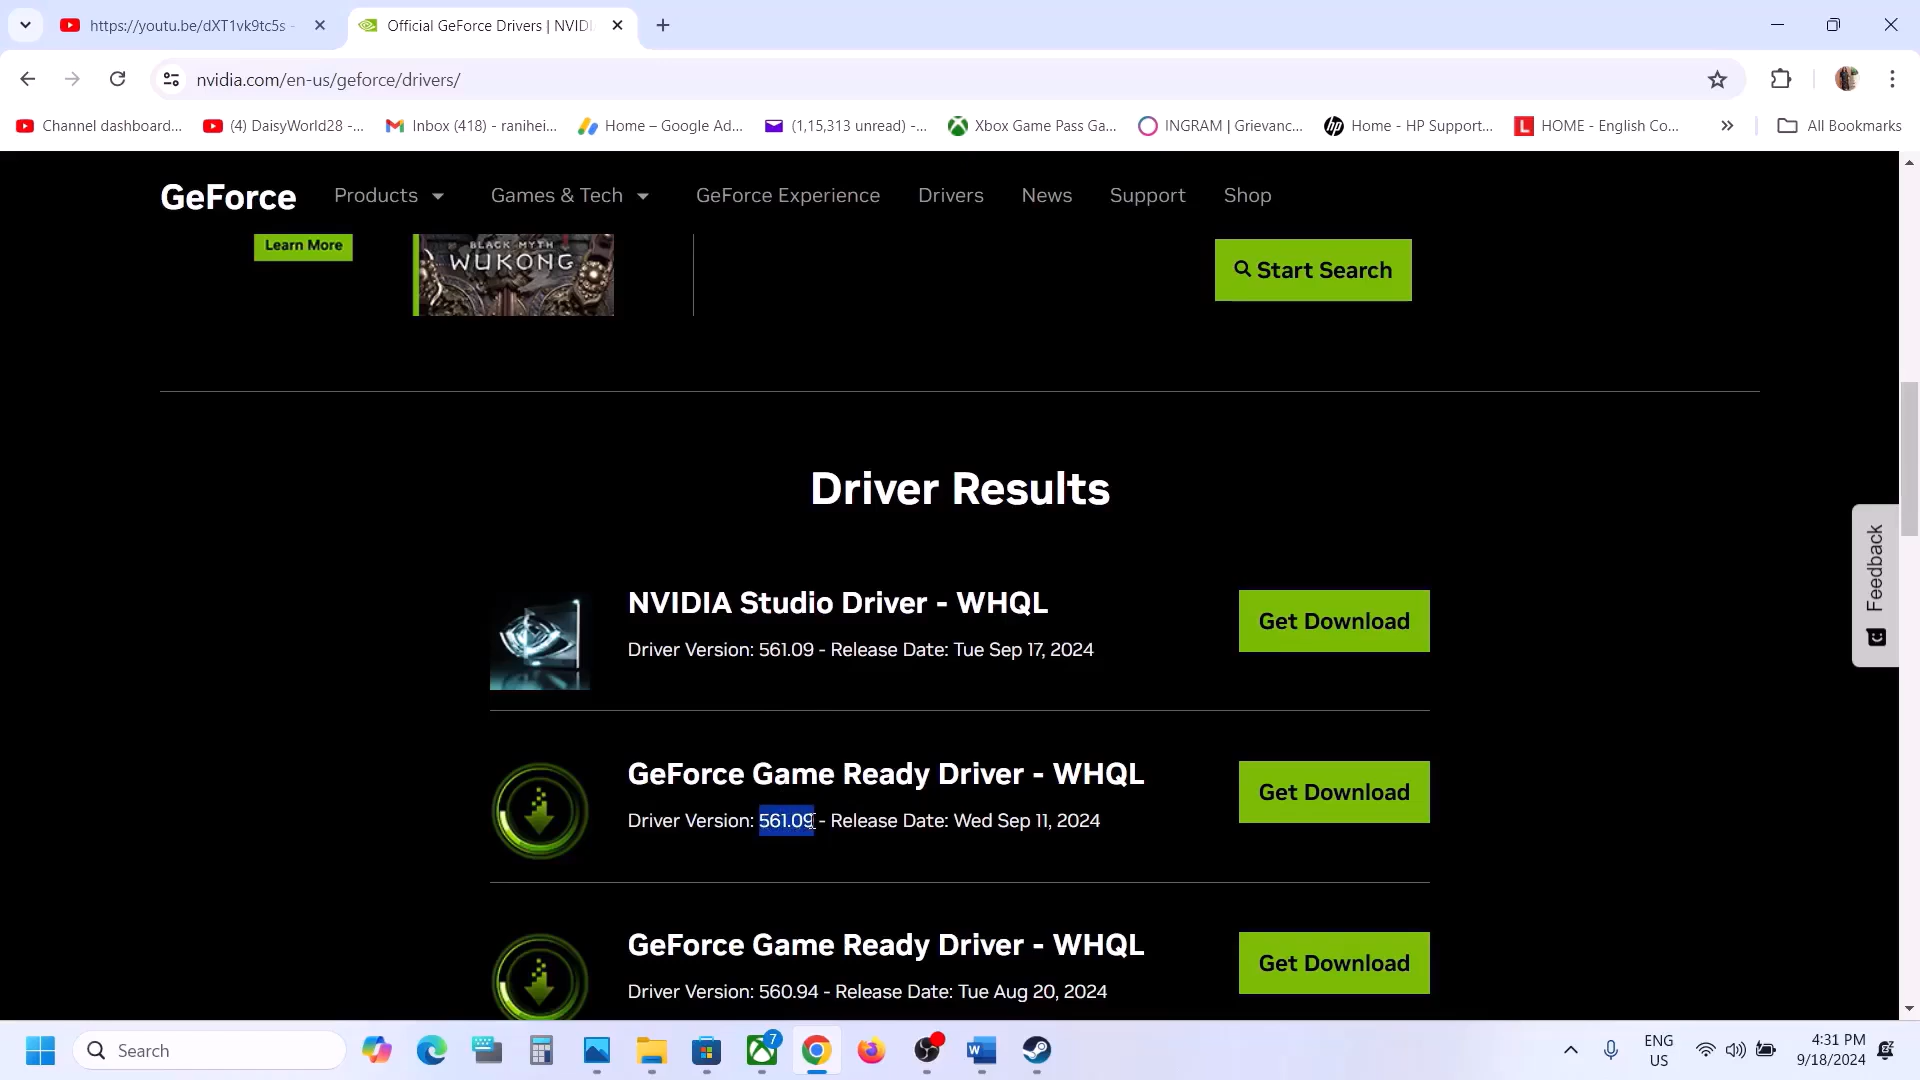 https://youtu.be/dXT1vk9tc5s -
Official GeForce Drivers | NVIDI
nvidia.com/en-us/geforce/drivers/
Channel dashboard...
(4) DaisyWorld28 -...
Inbox (418) - ranihei...
Home – Google Ad...
(1,15,313 unread) -...
Xbox Game Pass Ga...
INGRAM | Grievanc...
Home - HP Support...
HOME - English Co...
All Bookmarks
GeForce
Products
Games & Tech
GeForce Experience
Drivers
News
Support
Shop
Learn More
BLACK MYTH
WUKONG
Start Search
Driver Results
NVIDIA Studio Driver - WHQL
Driver Version: 561.09 - Release Date: Tue Sep 17, 2024
Get Download
GeForce Game Ready Driver - WHQL
Driver Version: 561.09 - Release Date: Wed Sep 11, 2024
Get Download
GeForce Game Ready Driver - WHQL
Driver Version: 560.94 - Release Date: Tue Aug 20, 2024
Get Download
Feedback
Search
7
ENG
US
4:31 PM
9/18/2024